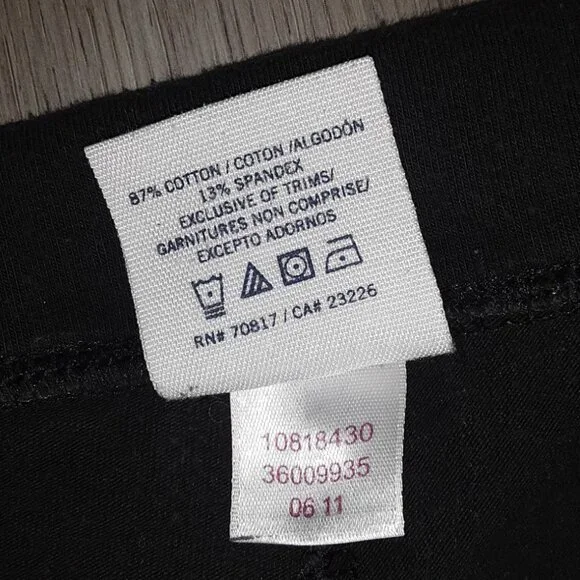 87% COTTON / COTON /ALGODÓN
13% SPANDEX
EXCLUSIVE OF TRIMS/
GARNITURES NON COMPRISE/
EXCEPTO ADORNOS
RN# 70817 / CA# 23226
10818430
36009935
06 11